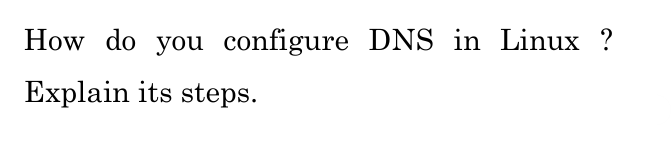 How do you configure DNS in Linux ?
Explain its steps.